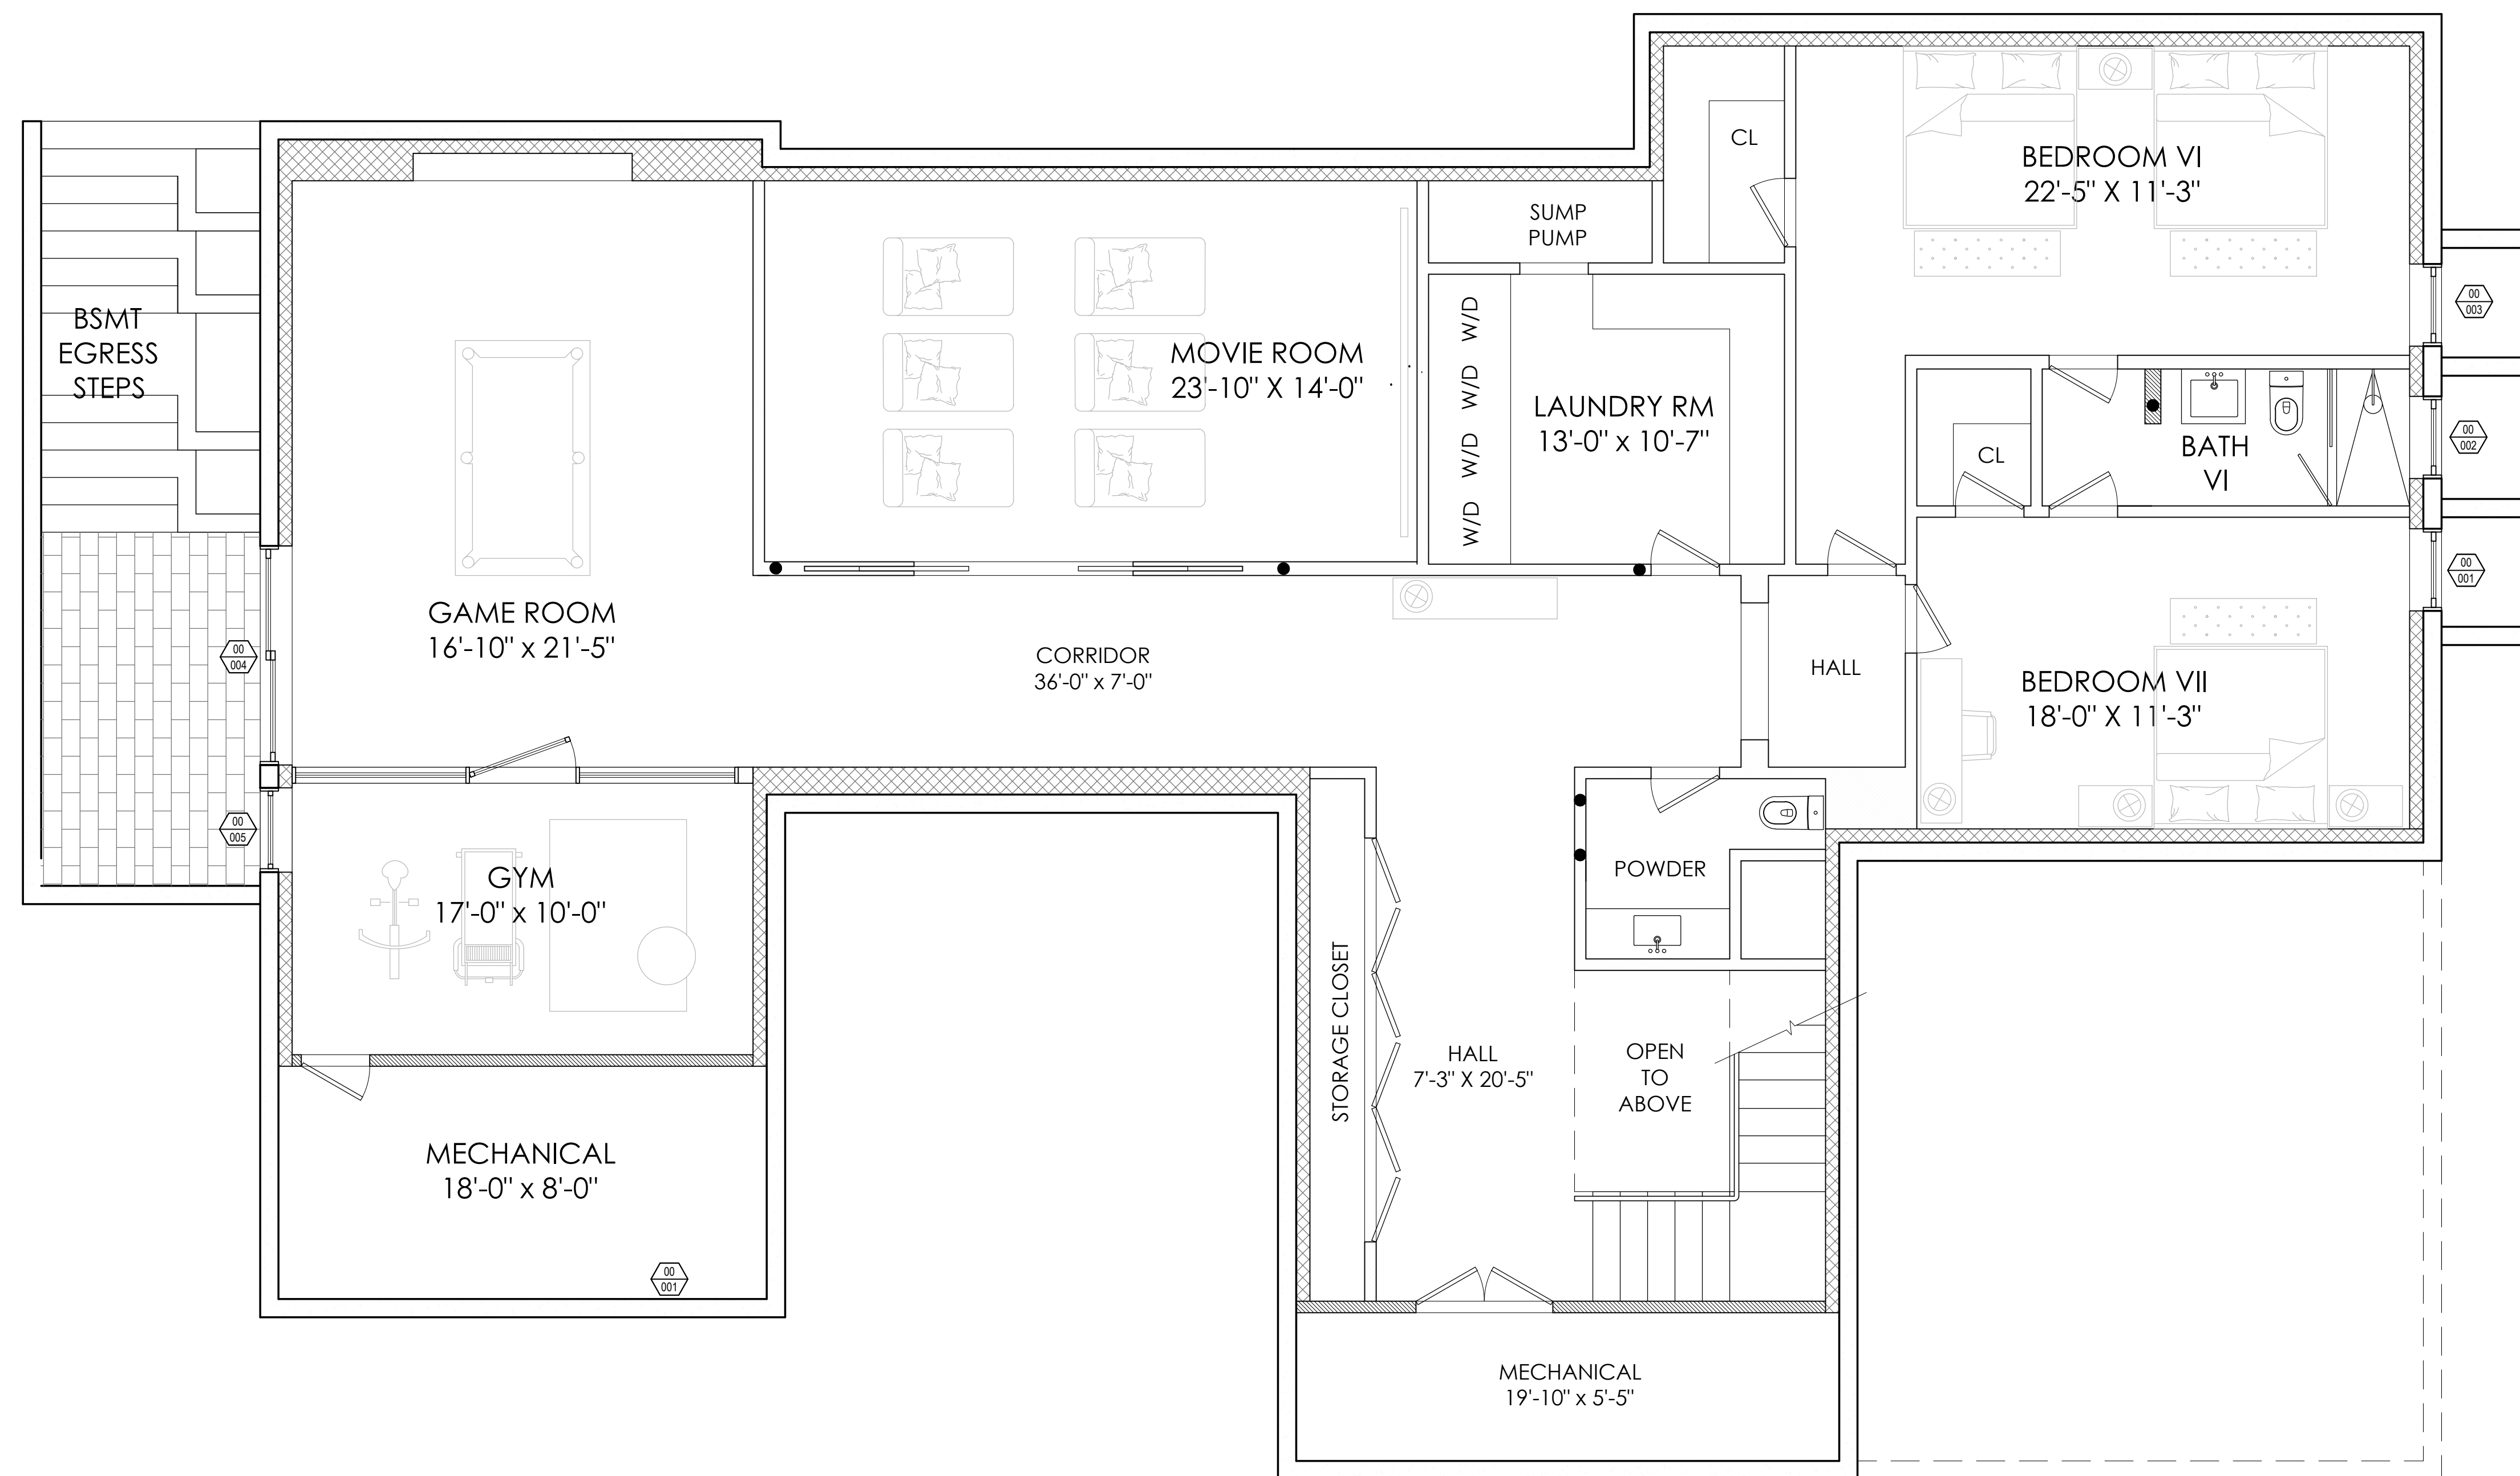 CL
BEDROOM VI
22'-5" X 11'-3"
SUMP
PUMP
BSMT
EGRESS
STEPS
MOVIE ROOM
23'-10" X 14'-0"
W/D
W/D
W/D
W/D
LAUNDRY RM
13'-0" x 10'-7"
00
003
CL
BATH
VI
00
002
00
001
GAME ROOM
16'-10" x 21'-5"
00
004
CORRIDOR
36'-0" x 7'-0"
HALL
BEDROOM VII
18'-0" X 11'-3"
00
005
GYM
17'-0" x 10'-0"
POWDER
STORAGE CLOSET
HALL
7'-3" X 20'-5"
OPEN
TO
ABOVE
MECHANICAL
18'-0" x 8'-0"
00
001
MECHANICAL
19'-10" x 5'-5"